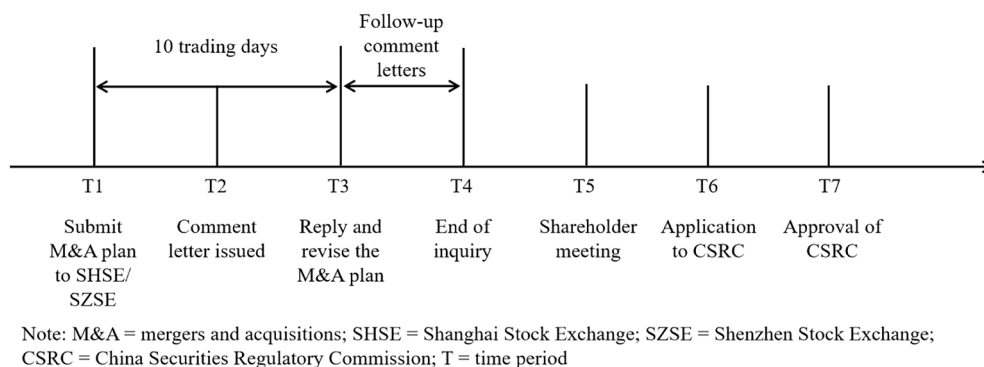 Follow-up
comment
letters
10 trading days
T1
T2
T3
T4
T5
T6
T7
Submit
M&A plan
to SHSE/
SZSE
Comment
letter issued
Reply and
revise the
M&A plan
End of
inquiry
Shareholder
meeting
Application
to CSRC
Approval of
CSRC
Note: M&A = mergers and acquisitions; SHSE = Shanghai Stock Exchange; SZSE = Shenzhen Stock Exchange;
CSRC = China Securities Regulatory Commission; T = time period